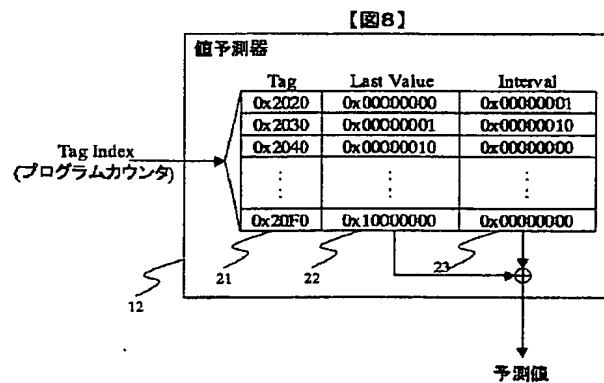 【図8】
値予測器
Tag Last Value Interval
0x2020 0x00000000 0x00000001
0x2030 0x00000001 0x00000010
0x2040 0x00000010 0x00000000
⋮ ⋮ ⋮
0x20F0 0x10000000 0x00000000
Tag Index
(プログラムカウンタ)
21 22 23
12
予測値